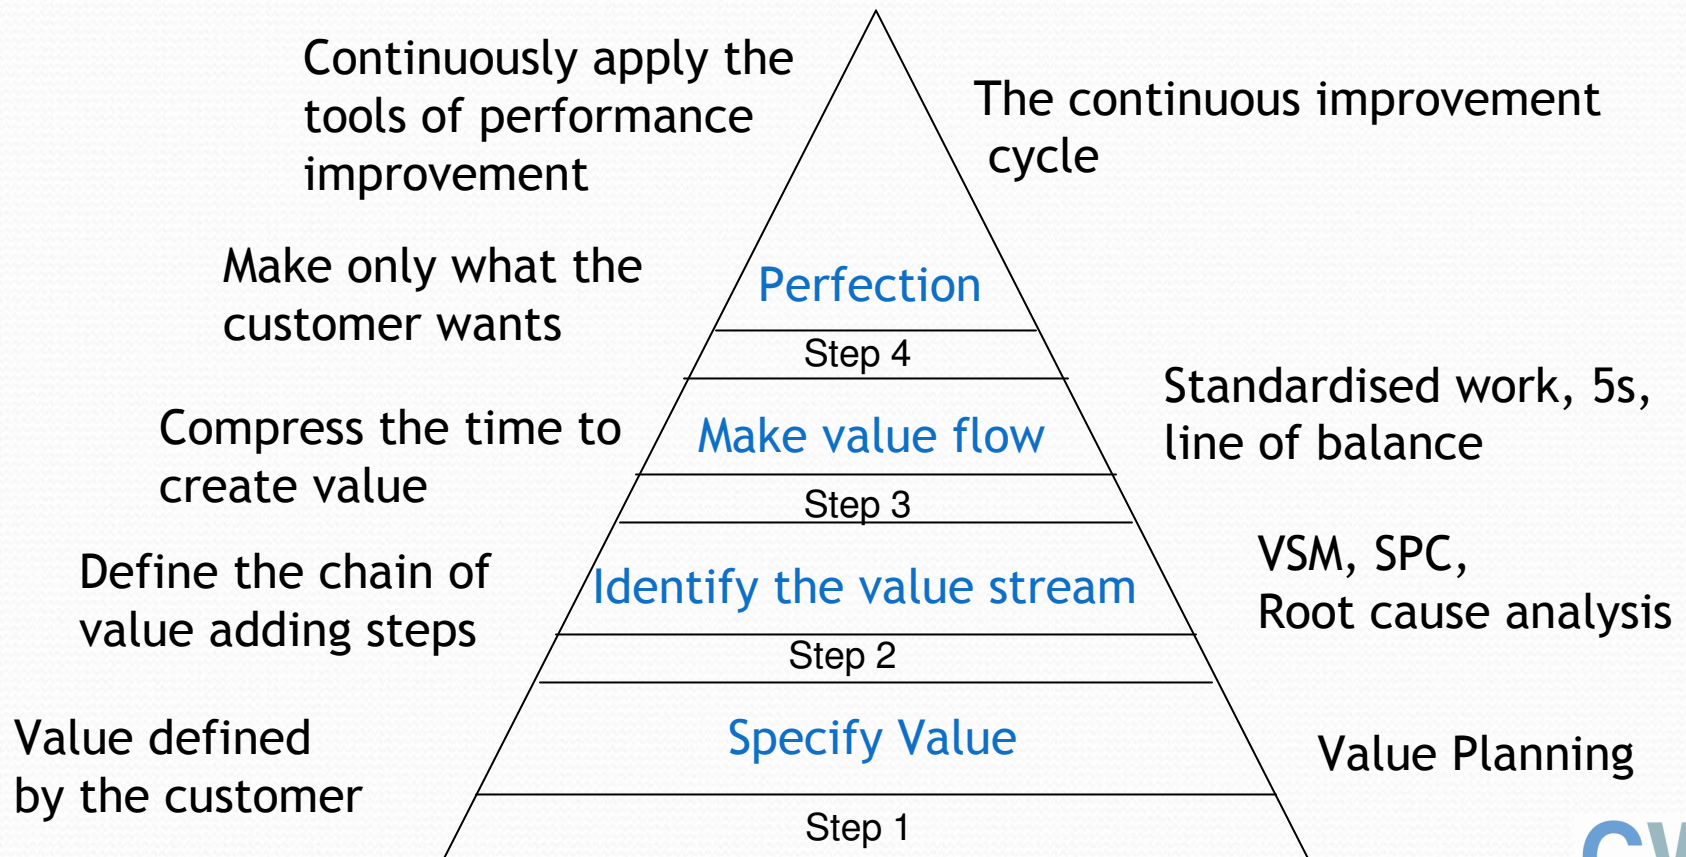 Continuously apply the
tools of performance
improvement
The continuous improvement
cycle
Make only what the
customer wants
Perfection
Step 4
Compress the time to
create value
Make value flow
Standardised work, 5s,
line of balance
Step 3
Define the chain of
value adding steps
Identify the value stream
VSM, SPC,
Root cause analysis
Step 2
Value defined
by the customer
Specify Value
Value Planning
Step 1